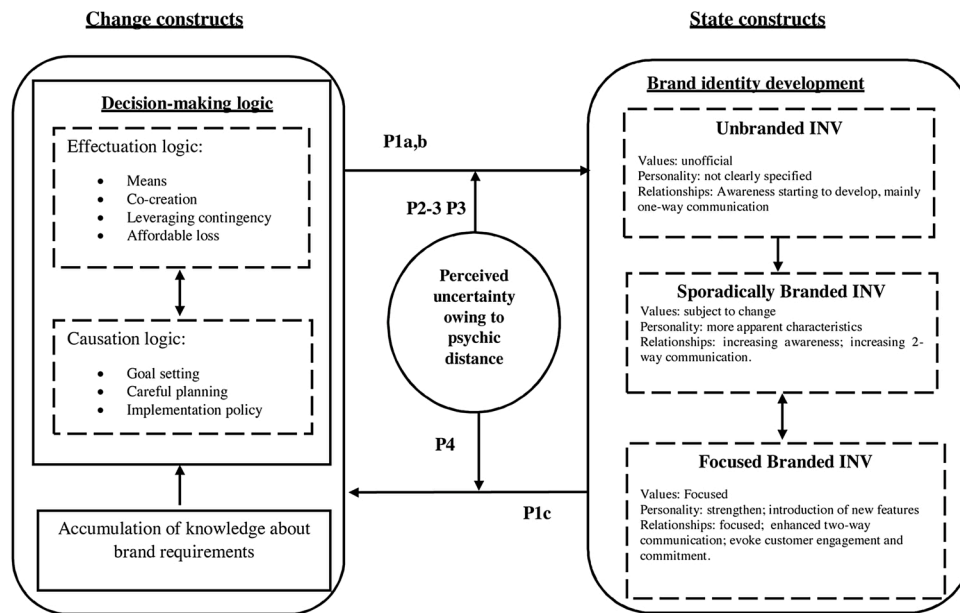 Change constructs
State constructs
Decision-making logic
Effectuation logic:
• Means
• Co-creation
• Leveraging contingency
• Affordable loss
Causation logic:
• Goal setting
• Careful planning
• Implementation policy
Accumulation of knowledge about
brand requirements
P1a,b
P2-3 P3
Perceived
uncertainty
owing to
psychic
distance
P4
P1c
Brand identity development
Unbranded INV
Values: unofficial
Personality: not clearly specified
Relationships: Awareness starting to develop, mainly
one-way communication
Sporadically Branded INV
Values: subject to change
Personality: more apparent characteristics
Relationships: increasing awareness; increasing 2-
way communication.
Focused Branded INV
Values: Focused
Personality: strengthen; introduction of new features
Relationships: focused; enhanced two-way
communication; evoke customer engagement and
commitment.